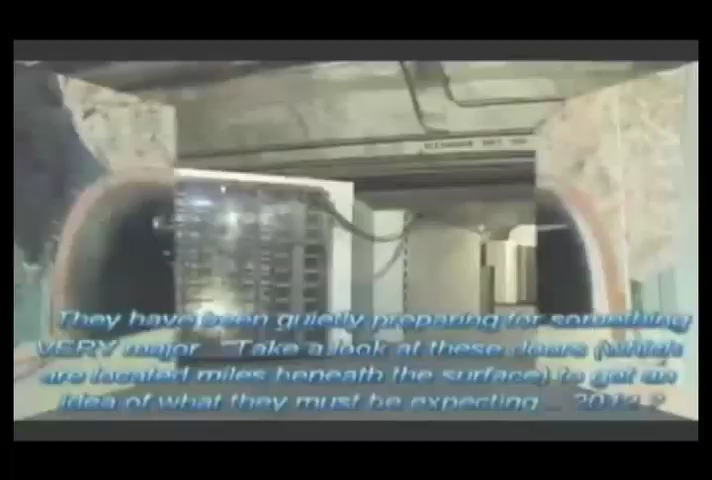 They have been quietly preparing for something
VERY major... Take a look at these doors (which
are located miles beneath the surface) to get an
idea of what they must be expecting...